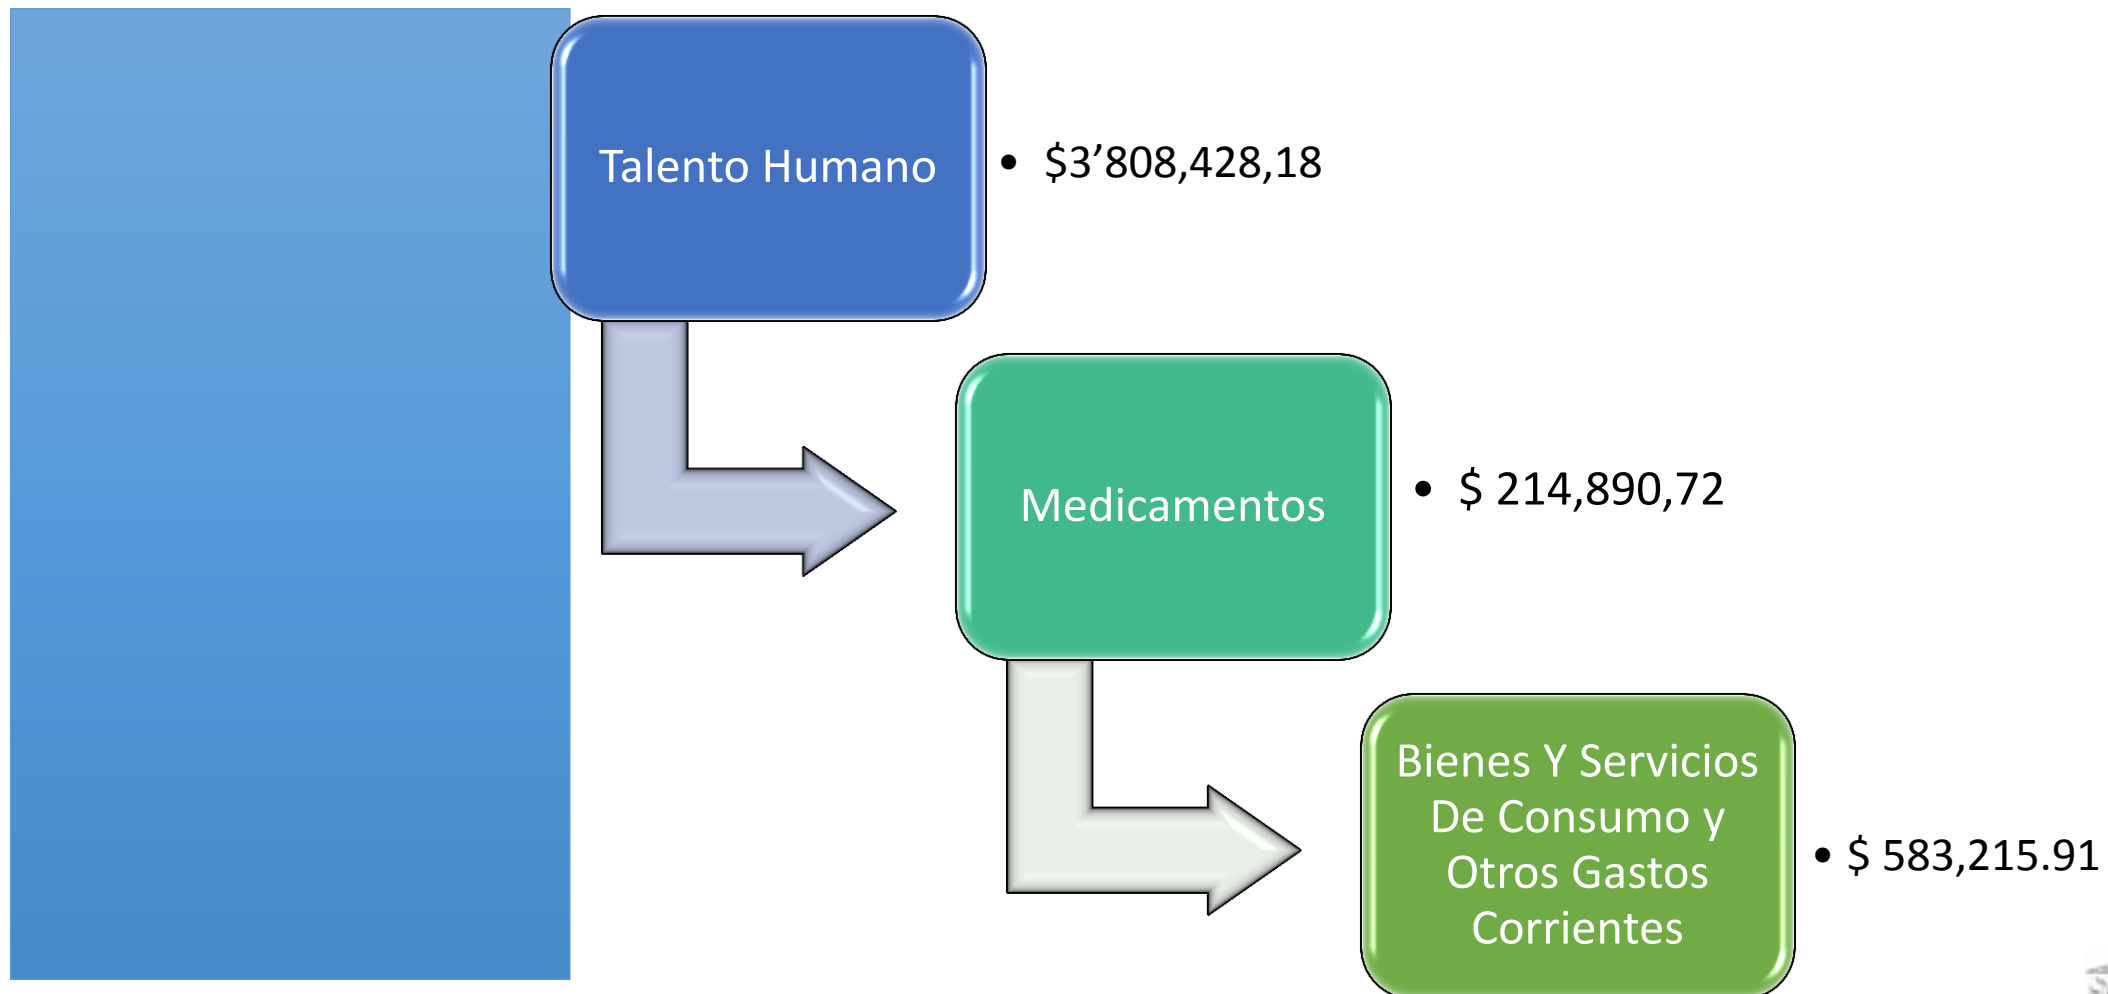 Talento Humano
• $3’808,428,18
Medicamentos
• $ 214,890,72
Bienes Y Servicios
De Consumo y
Otros Gastos
Corrientes
• $ 583,215.91